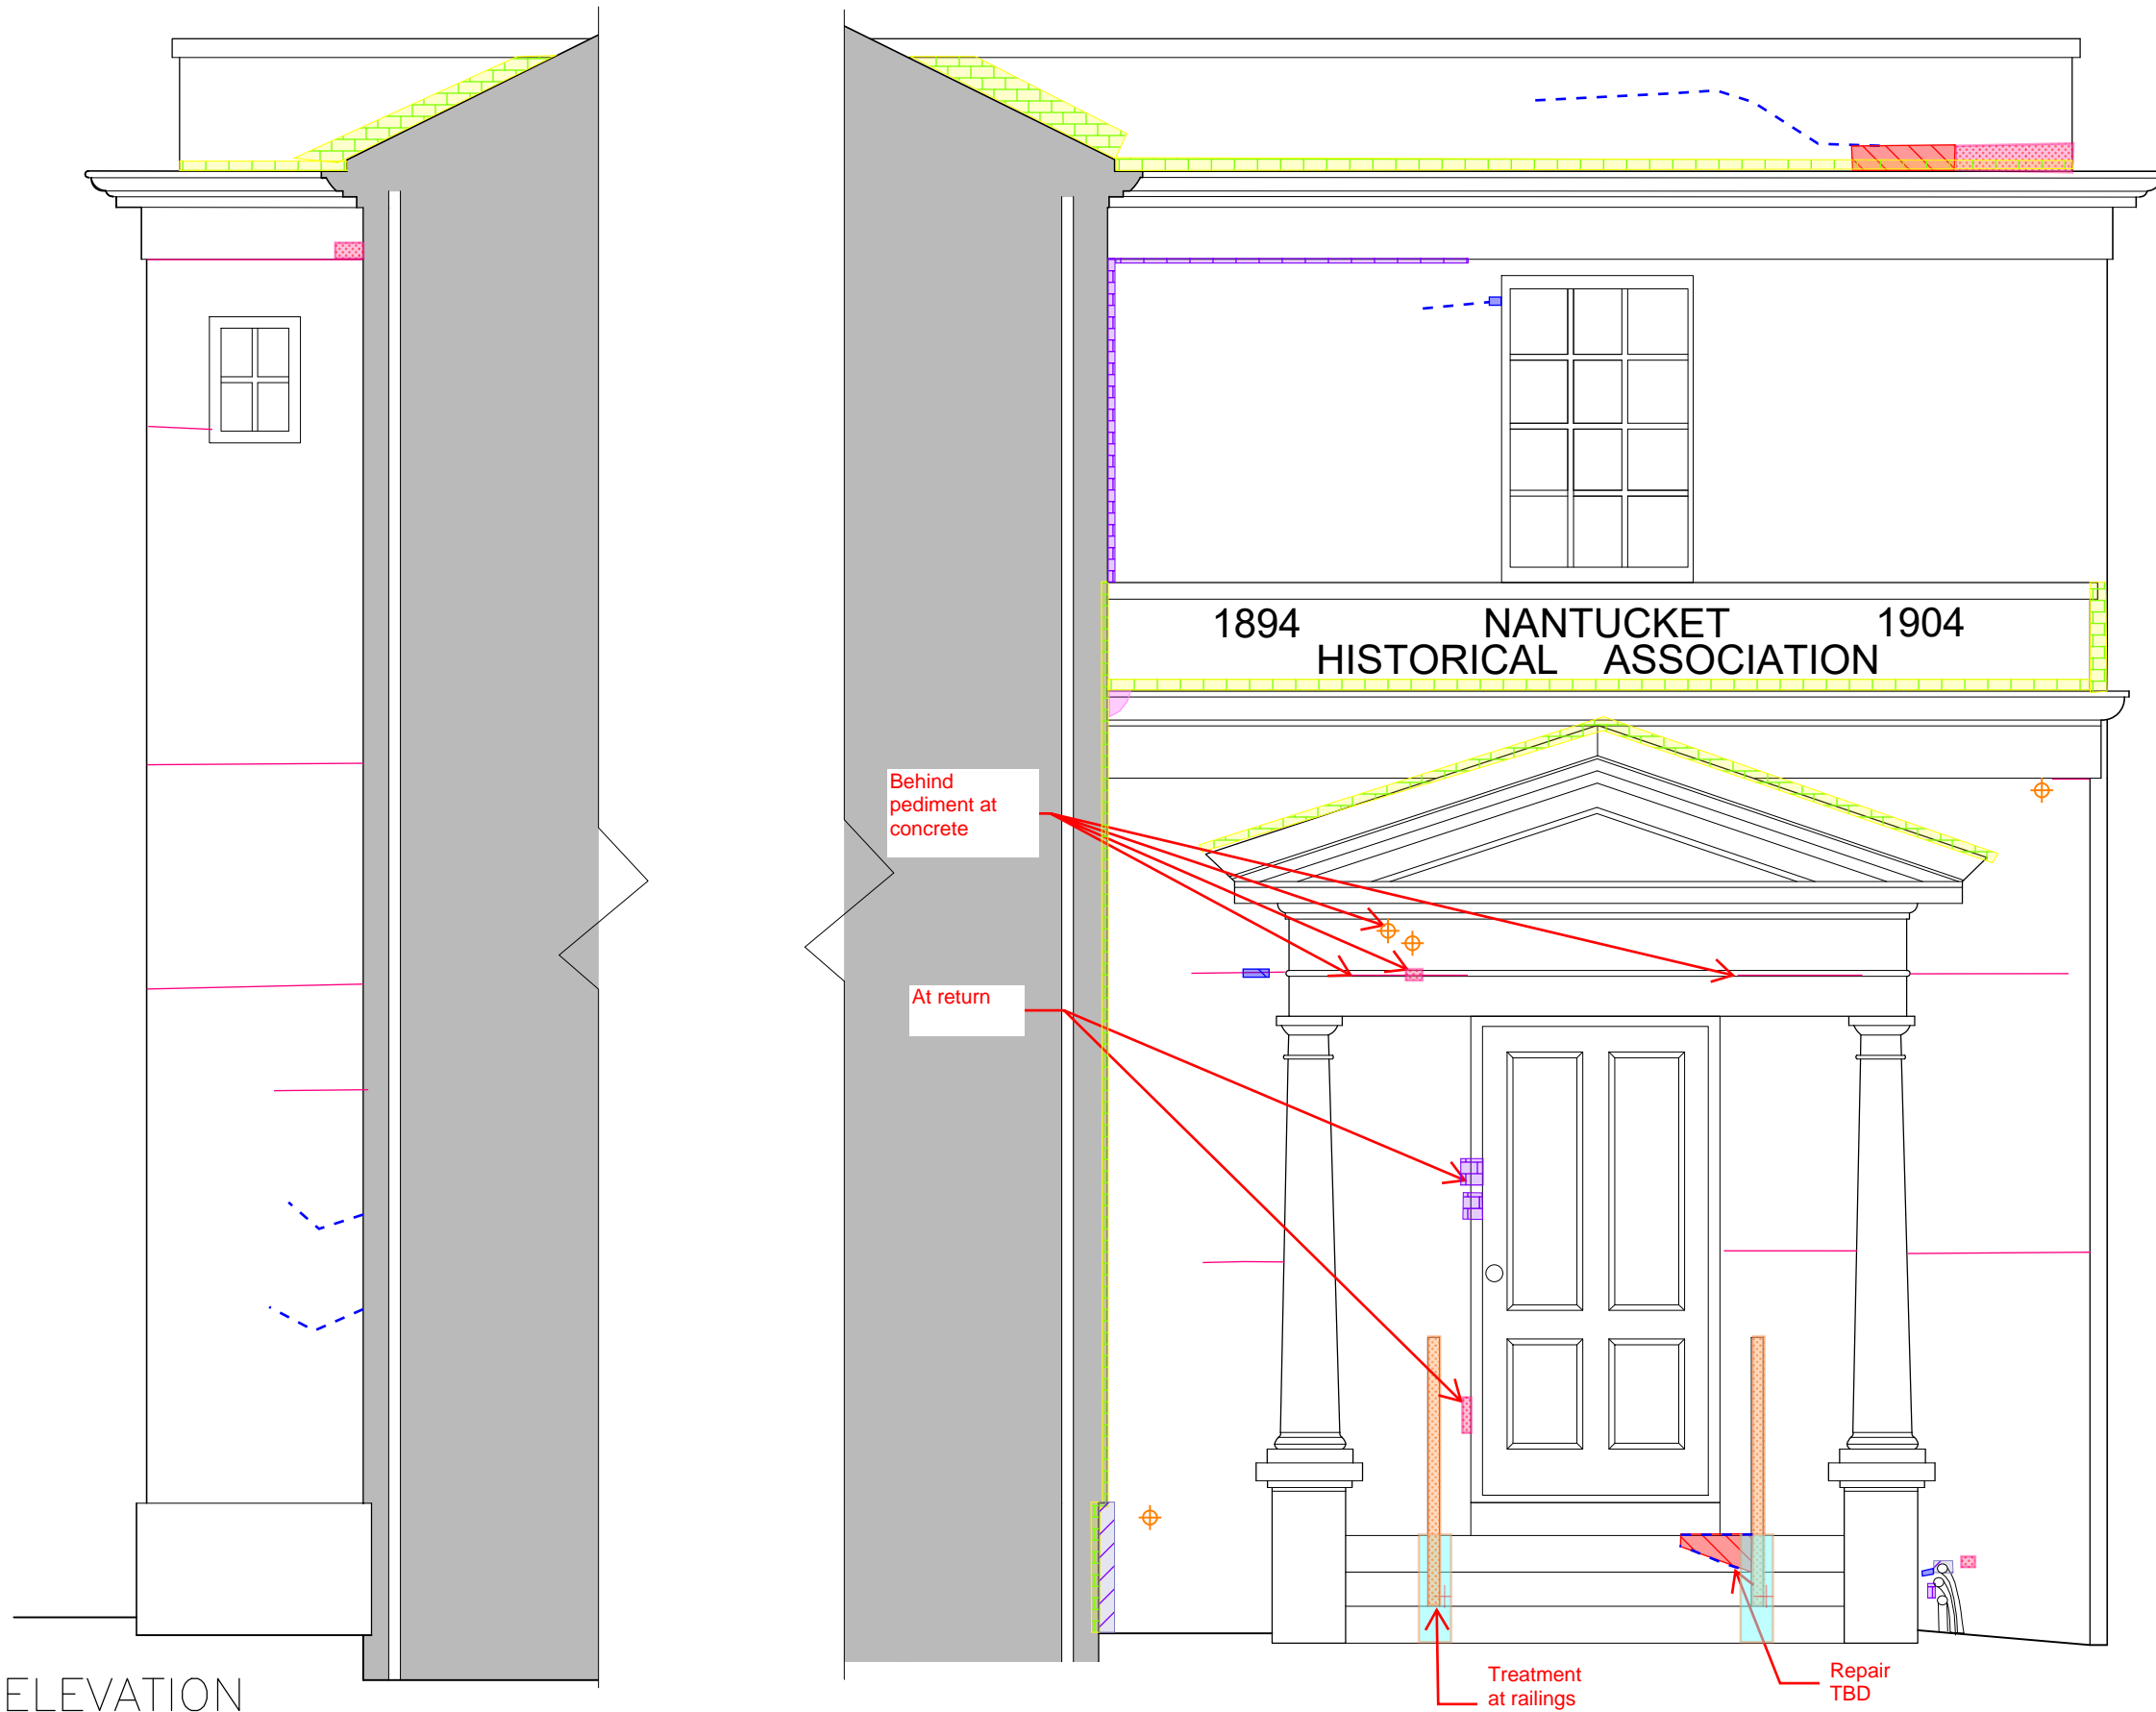 1894 NANTUCKET 1904
HISTORICAL ASSOCIATION
Behind
pediment at
concrete
At return
Treatment
at railings
Repair
TBD
ELEVATION